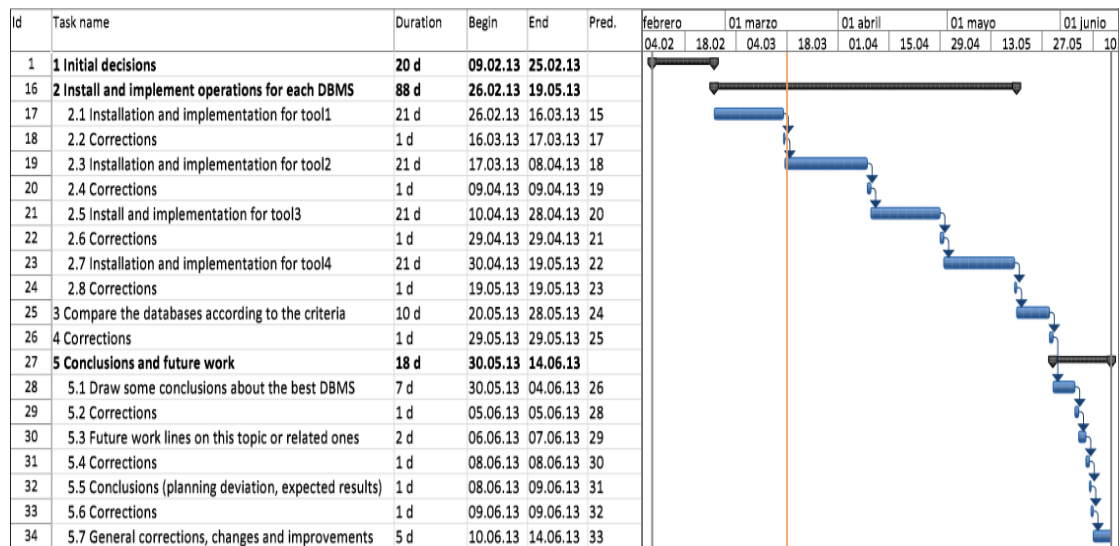 Id Task name Duration Begin End Pred. febrero 01 marzo 01 abril 01 mayo 01 junio
04.02 18.02 04.03 18.03 01.04 15.04 29.04 13.05 27.05 10
1 1 Initial decisions 20 d 09.02.13 25.02.13
16 2 Install and implement operations for each DBMS 88 d 26.02.13 19.05.13
17 2.1 Installation and implementation for tool1 21 d 26.02.13 16.03.13 15
18 2.2 Corrections 1 d 16.03.13 17.03.13 17
19 2.3 Installation and implementation for tool2 21 d 17.03.13 08.04.13 18
20 2.4 Corrections 1 d 09.04.13 09.04.13 19
21 2.5 Install and implementation for tool3 21 d 10.04.13 28.04.13 20
22 2.6 Corrections 1 d 29.04.13 29.04.13 21
23 2.7 Installation and implementation for tool4 21 d 30.04.13 19.05.13 22
24 2.8 Corrections 1 d 19.05.13 19.05.13 23
25 3 Compare the databases according to the criteria 10 d 20.05.13 28.05.13 24
26 4 Corrections 1 d 29.05.13 29.05.13 25
27 5 Conclusions and future work 18 d 30.05.13 14.06.13
28 5.1 Draw some conclusions about the best DBMS 7 d 30.05.13 04.06.13 26
29 5.2 Corrections 1 d 05.06.13 05.06.13 28
30 5.3 Future work lines on this topic or related ones 2 d 06.06.13 07.06.13 29
31 5.4 Corrections 1 d 08.06.13 08.06.13 30
32 5.5 Conclusions (planning deviation, expected results) 1 d 08.06.13 09.06.13 31
33 5.6 Corrections 1 d 09.06.13 09.06.13 32
34 5.7 General corrections, changes and improvements 5 d 10.06.13 14.06.13 33